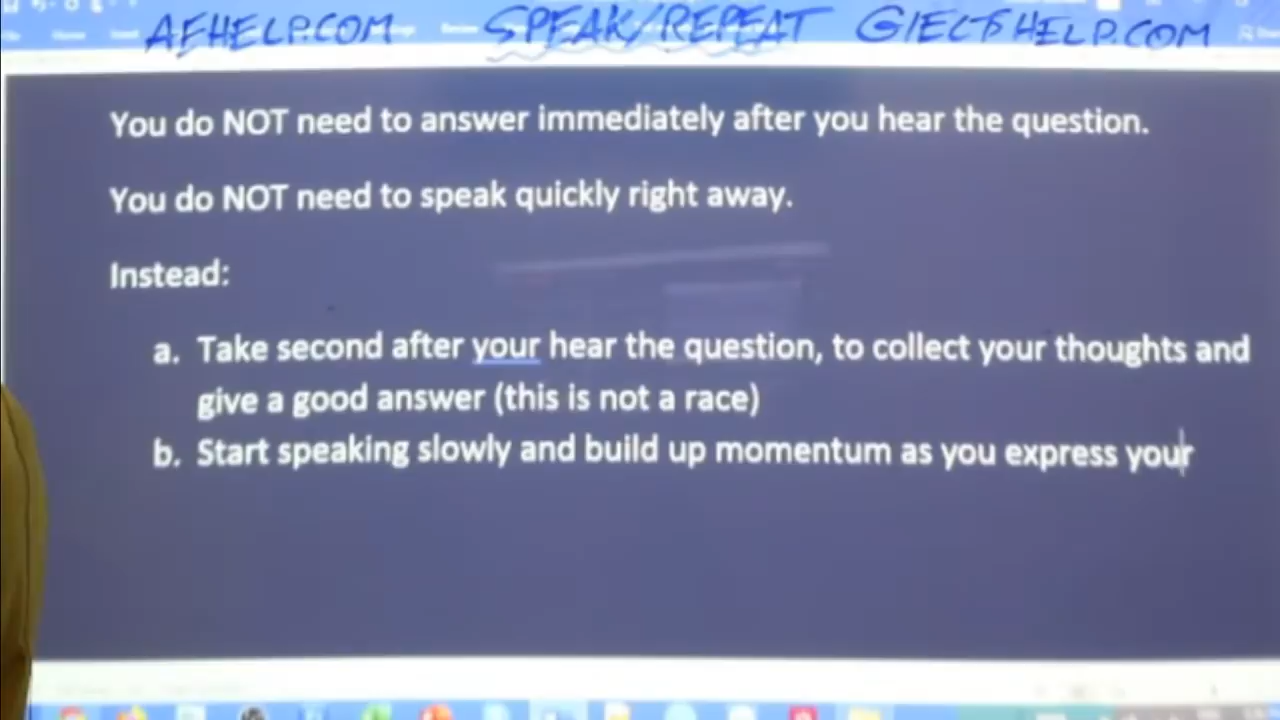 AEHELP.COM SPEAK/REPEAT GIELTSHELP.COM
You do NOT need to answer immediately after you hear the question.
You do NOT need to speak quickly right away.
Instead:
a. Take second after your hear the question, to collect your thoughts and
give a good answer (this is not a race)
b. Start speaking slowly and build up momentum as you express your